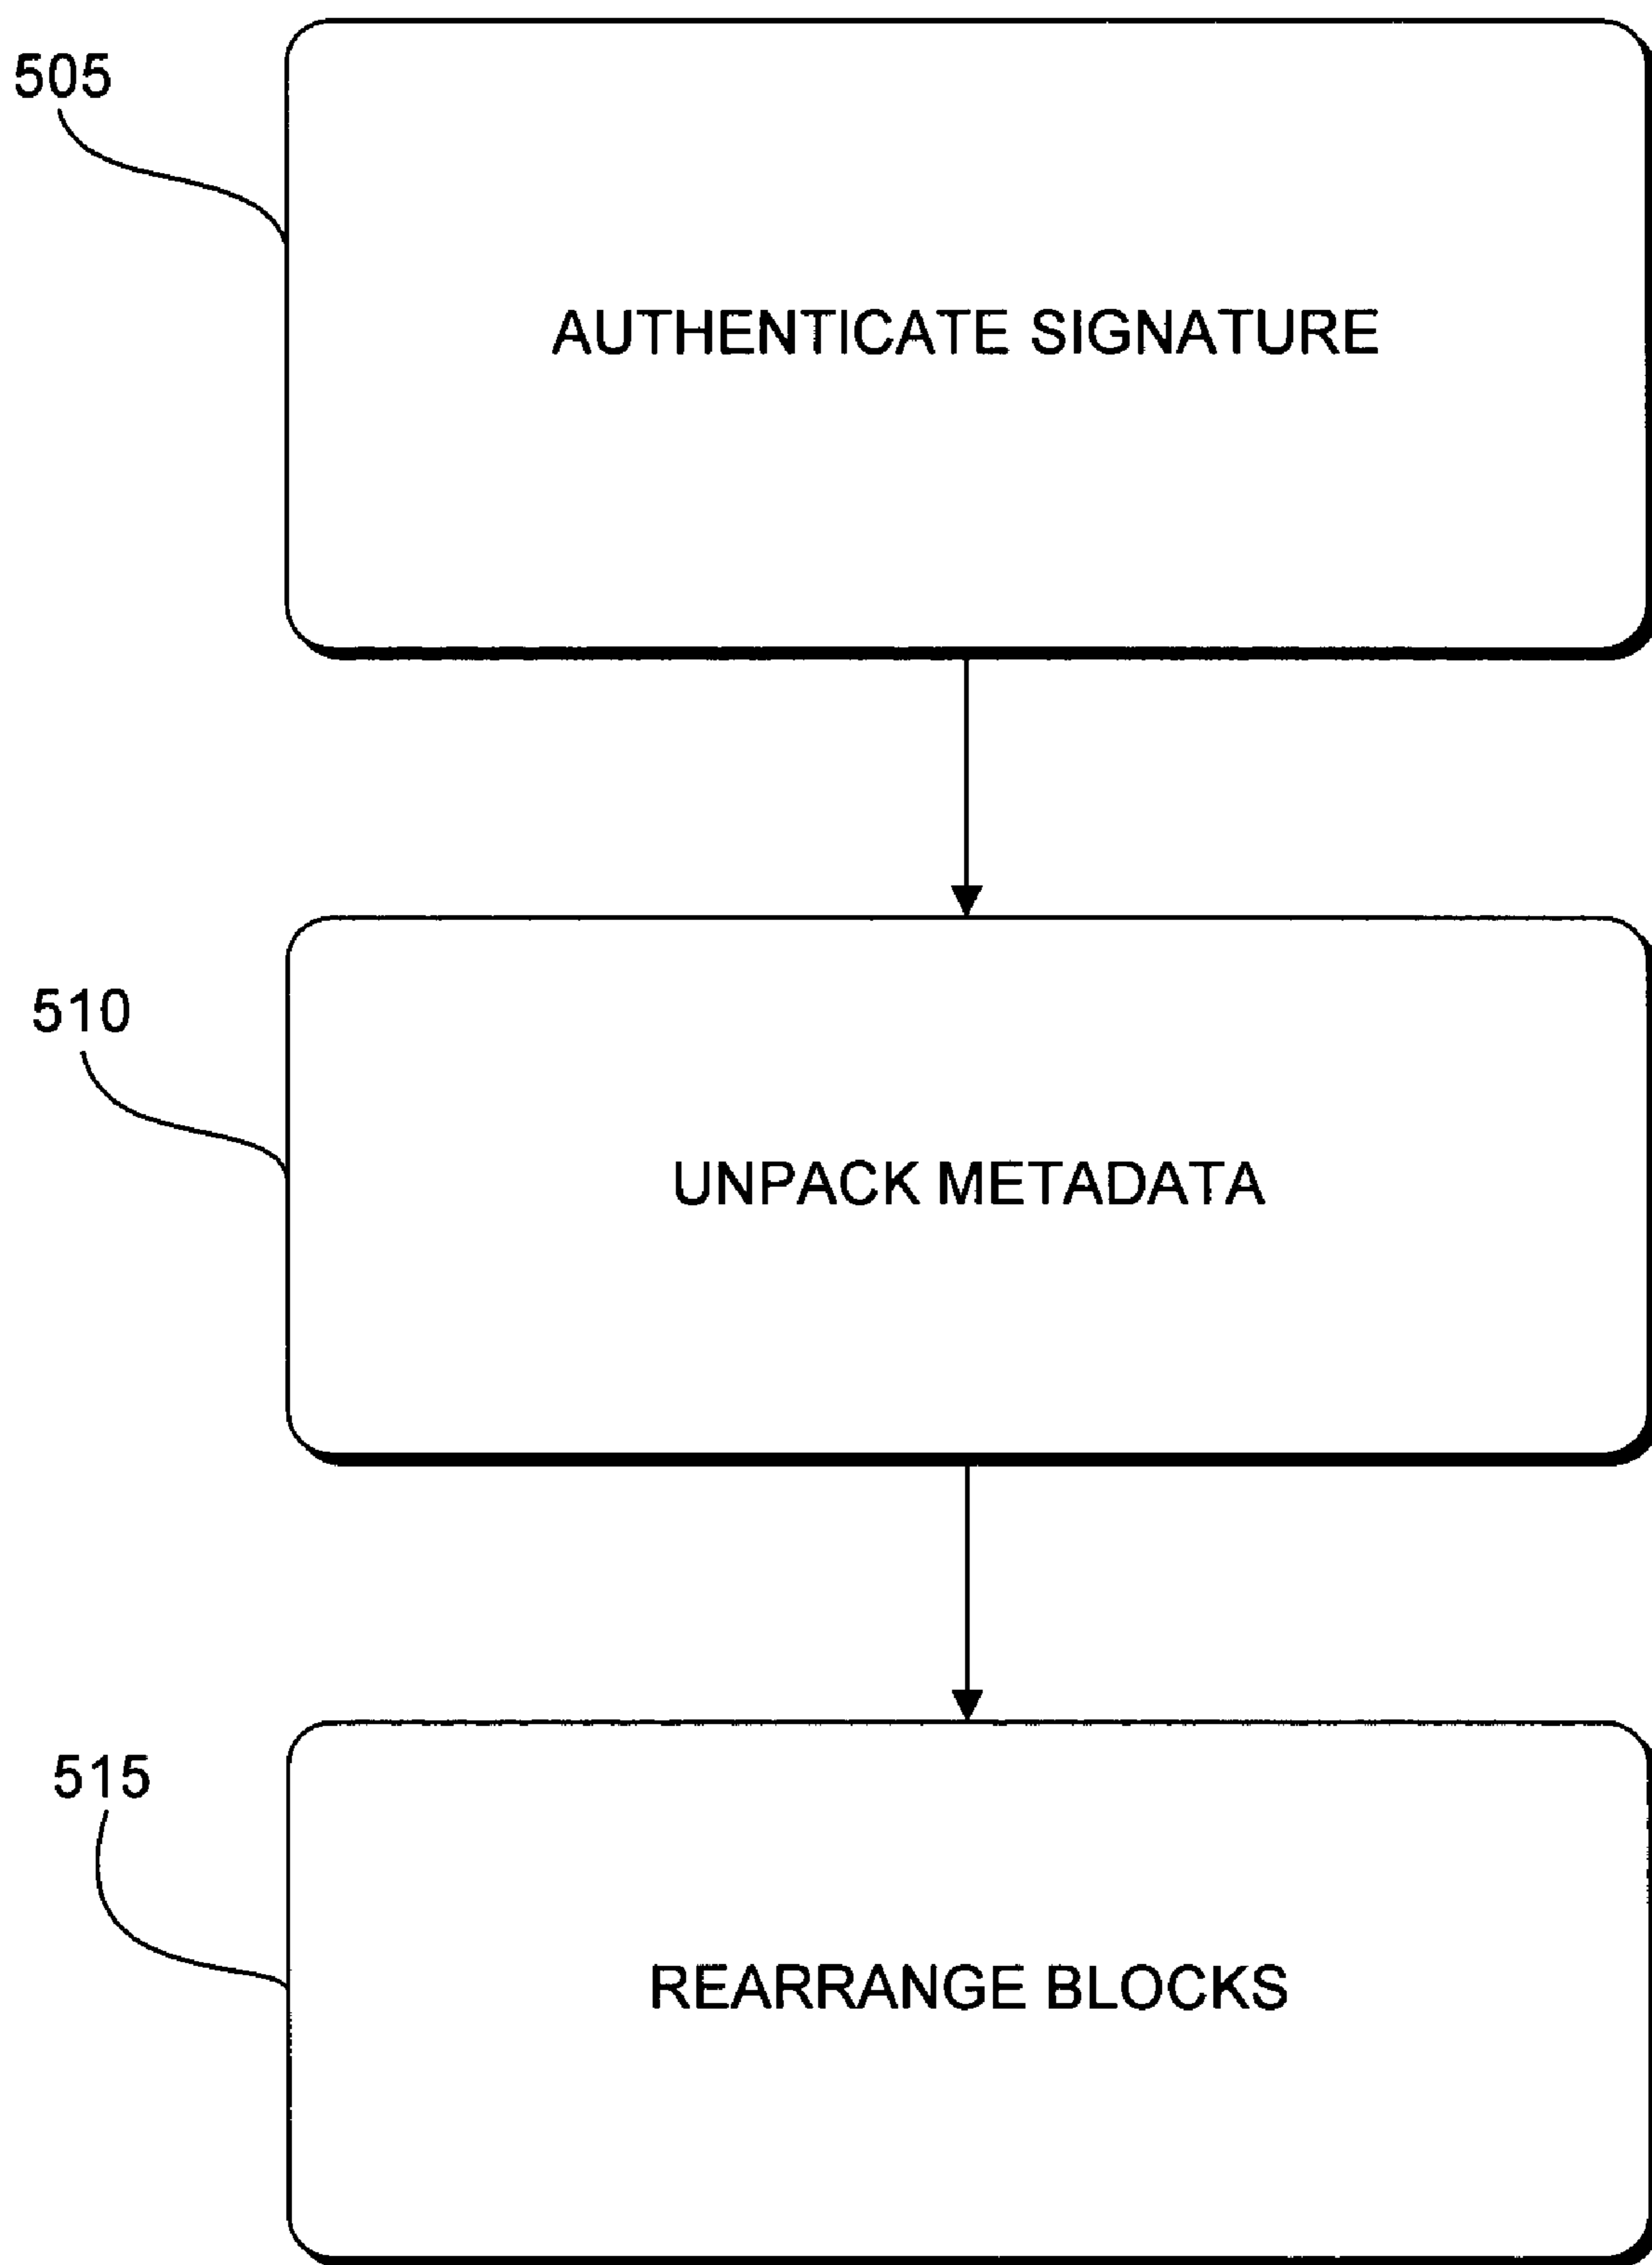 505
AUTHENTICATE SIGNATURE
510
UNPACK METADATA
515
REARRANGE BLOCKS